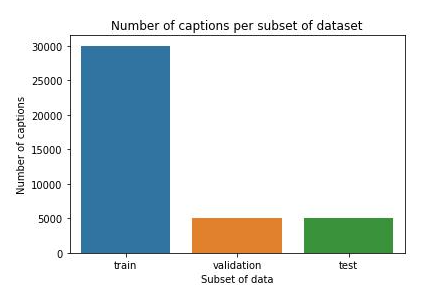 Number of captions per subset of dataset
30000
25000
20000
15000
10000
5000
0
Number of captions
train validation test
Subset of data